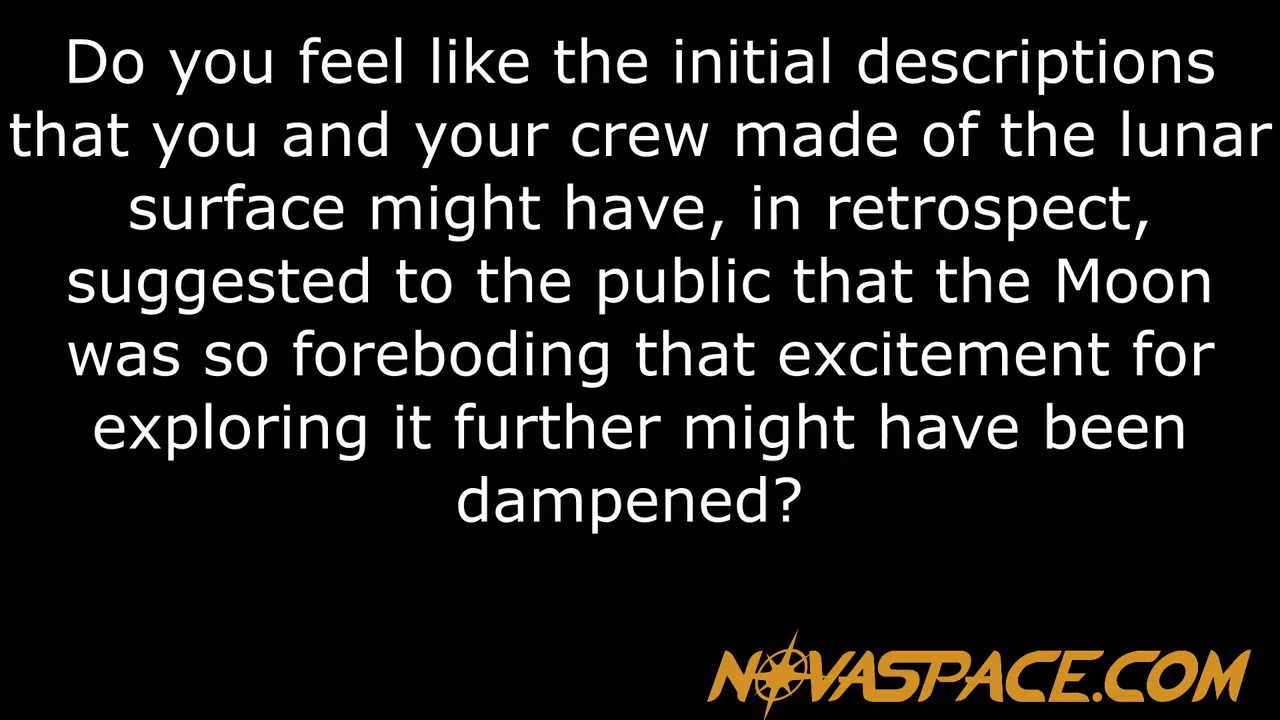 Do you feel like the initial descriptions
that you and your crew made of the lunar
surface might have, in retrospect,
suggested to the public that the Moon
was so foreboding that excitement for
exploring it further might have been
dampened?
NOVASPACE.COM